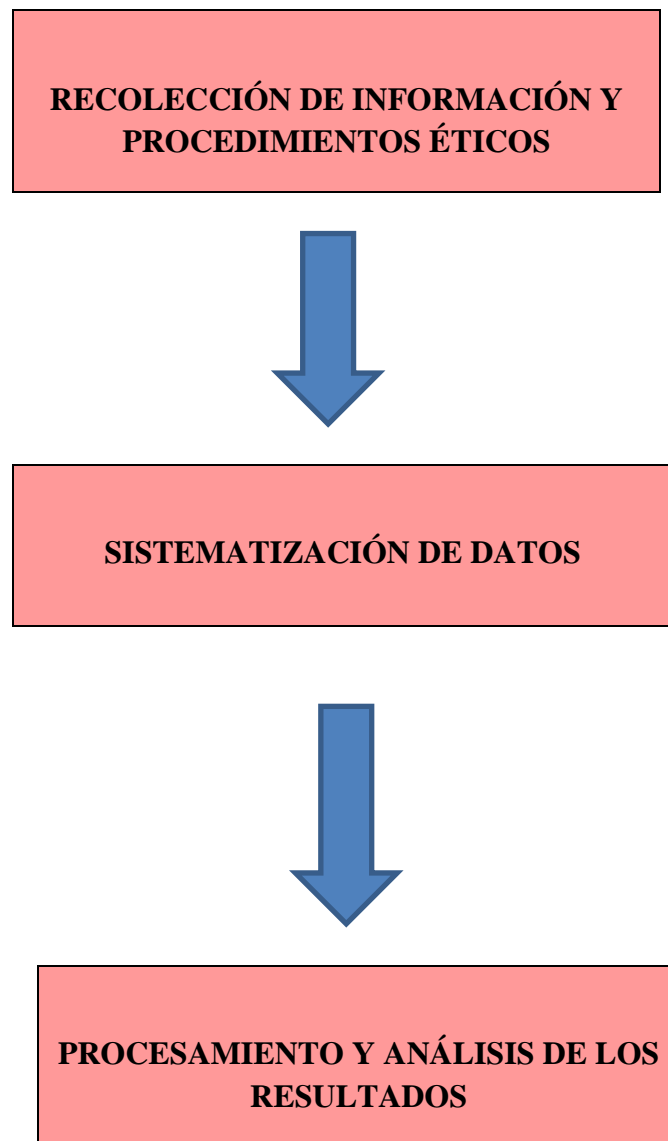 RECOLECCIÓN DE INFORMACIÓN Y
PROCEDIMIENTOS ÉTICOS
SISTEMATIZACIÓN DE DATOS
PROCESAMIENTO Y ANÁLISIS DE LOS
RESULTADOS